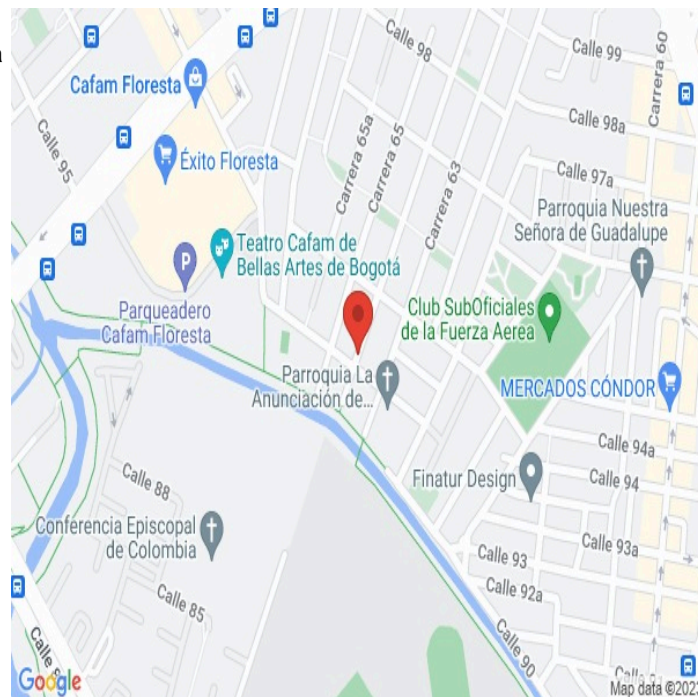 Calle 98
Calle 99
Carrera 60
Cafam Floresta
Calle 98a
Calle 95
Éxito Floresta
Carrera 65a
Carrera 65
Carrera 63
Calle 97a
Parroquia Nuestra
Señora de Guadalupe
Teatro Cafam de
Bellas Artes de Bogotá
P
Parqueadero
Cafam Floresta
Club SubOficiales
de la Fuerza Aerea
Parroquia La
Anunciación de...
MERCADOS CÓNDOR
Calle 94a
Calle 94
Finatur Design
Calle 88
Conferencia Episcopal
de Colombia
Calle 93
Calle 93a
Calle 92a
Calle 85
Calle 90
Calle
Google
Map data ©202